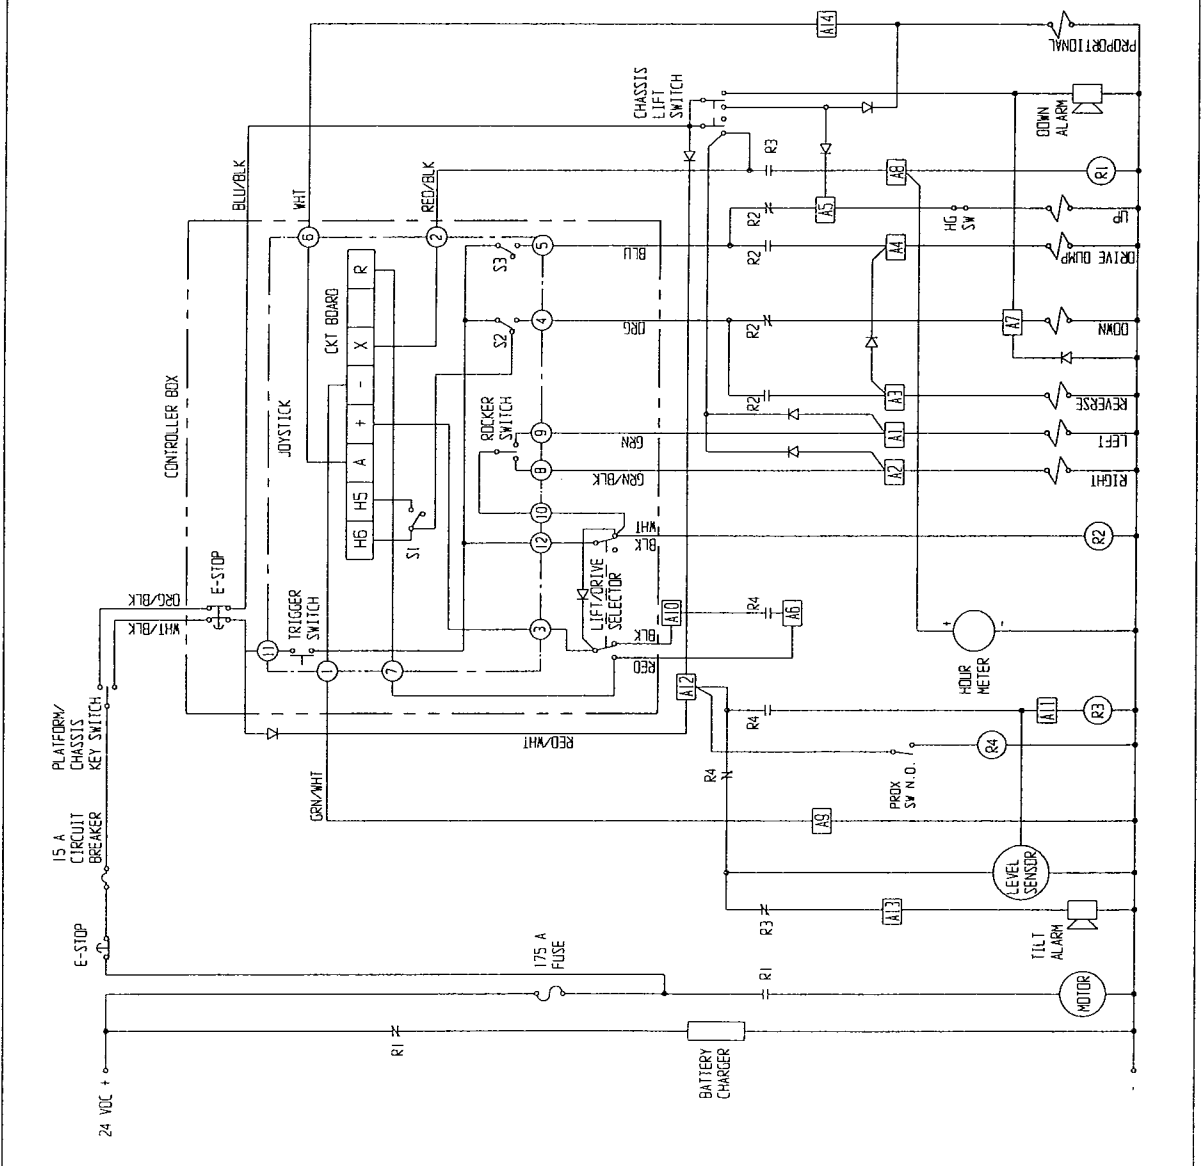 A14
PROPORTIONAL
CHASSIS
LIFT
SWITCH
DOWN
ALARM
BLU/BLK
WHT
RED/BLK
R3
A8
R1
CONTROLLER BOX
6
2
R2
A5
HG
SW
UP
JOYSTICK
CKT BOARD
R
X
-
+
A
H5
H6
S3
5
BLU
R2
A4
DRIVE DUMP
S2
4
ORG
R2
A7
DOWN
R2
A3
REVERSE
ROCKER
SWITCH
9
GRN
A1
LEFT
8
GRN/BLK
A2
RIGHT
S1
10
12
WHT
BLK
R2
E-STOP
ORG/BLK
WHT/BLK
11
TRIGGER
SWITCH
3
LIFT/DRIVE
SELECTOR
BLK
RED
A10
R4
A6
+
-
HOUR
METER
1
7
PLATFORM/
CHASSIS
KEY SWITCH
RED/WHT
A12
R4
A11
R3
R4
R4
PROX
SW N.O.
GRN/WHT
A9
15 A
CIRCUIT
BREAKER
LEVEL
SENSOR
R3
A13
TILT
ALARM
E-STOP
175 A
FUSE
R1
MOTOR
R1
BATTERY
CHARGER
24 VDC +
-